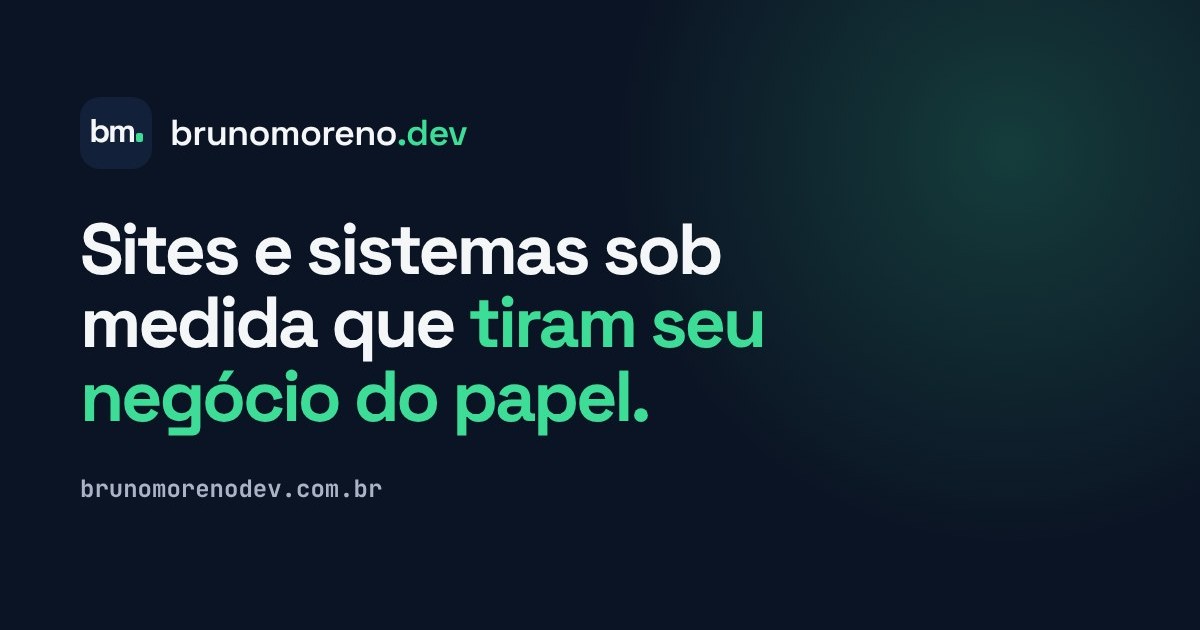 bm.
brunomoreno.dev
Sites e sistemas sob
medida que tiram seu
negócio do papel.
brunomorenodev.com.br